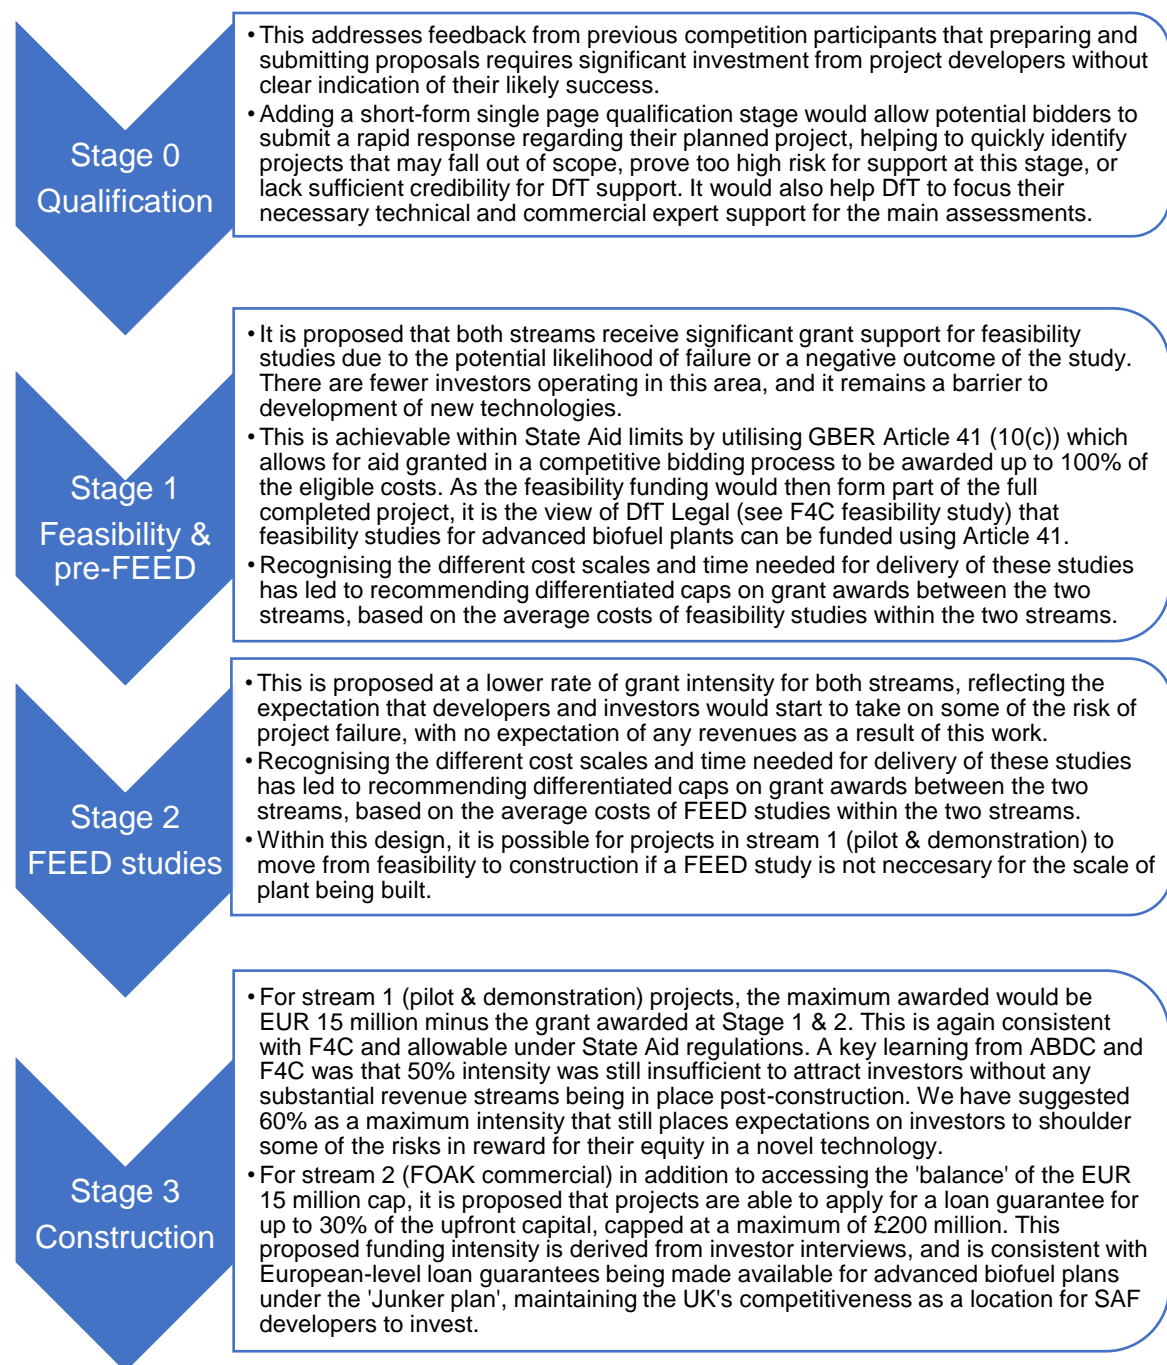 Stage 0
Qualification
• This addresses feedback from previous competition participants that preparing and
submitting proposals requires significant investment from project developers without
clear indication of their likely success.
• Adding a short-form single page qualification stage would allow potential bidders to
submit a rapid response regarding their planned project, helping to quickly identify
projects that may fall out of scope, prove too high risk for support at this stage, or
lack sufficient credibility for DfT support. It would also help DfT to focus their
necessary technical and commercial expert support for the main assessments.
Stage 1
Feasibility &
pre-FEED
• It is proposed that both streams receive significant grant support for feasibility
studies due to the potential likelihood of failure or a negative outcome of the study.
There are fewer investors operating in this area, and it remains a barrier to
development of new technologies.
• This is achievable within State Aid limits by utilising GBER Article 41 (10(c)) which
allows for aid granted in a competitive bidding process to be awarded up to 100% of
the eligible costs. As the feasibility funding would then form part of the full
completed project, it is the view of DfT Legal (see F4C feasibility study) that
feasibility studies for advanced biofuel plants can be funded using Article 41.
• Recognising the different cost scales and time needed for delivery of these studies
has led to recommending differentiated caps on grant awards between the two
streams, based on the average costs of feasibility studies within the two streams.
Stage 2
FEED studies
• This is proposed at a lower rate of grant intensity for both streams, reflecting the
expectation that developers and investors would start to take on some of the risk of
project failure, with no expectation of any revenues as a result of this work.
• Recognising the different cost scales and time needed for delivery of these studies
has led to recommending differentiated caps on grant awards between the two
streams, based on the average costs of FEED studies within the two streams.
• Within this design, it is possible for projects in stream 1 (pilot & demonstration) to
move from feasibility to construction if a FEED study is not neccesary for the scale of
plant being built.
Stage 3
Construction
• For stream 1 (pilot & demonstration) projects, the maximum awarded would be
EUR 15 million minus the grant awarded at Stage 1 & 2. This is again consistent
with F4C and allowable under State Aid regulations. A key learning from ABDC and
F4C was that 50% intensity was still insufficient to attract investors without any
substantial revenue streams being in place post-construction. We have suggested
60% as a maximum intensity that still places expectations on investors to shoulder
some of the risks in reward for their equity in a novel technology.
• For stream 2 (FOAK commercial) in addition to accessing the 'balance' of the EUR
15 million cap, it is proposed that projects are able to apply for a loan guarantee for
up to 30% of the upfront capital, capped at a maximum of £200 million. This
proposed funding intensity is derived from investor interviews, and is consistent with
European-level loan guarantees being made available for advanced biofuel plans
under the 'Junker plan', maintaining the UK's competitiveness as a location for SAF
developers to invest.